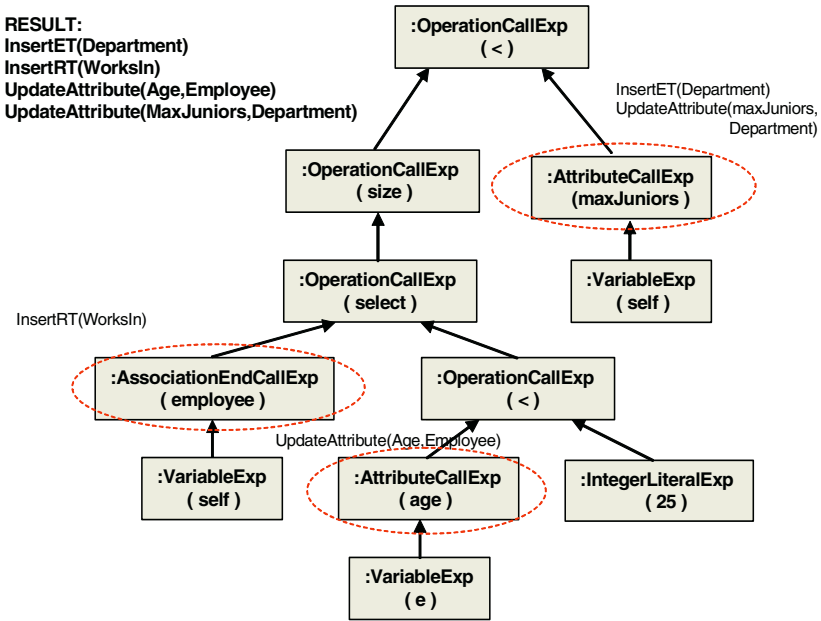 RESULT:
InsertET(Department)
InsertRT(WorksIn)
UpdateAttribute(Age,Employee)
UpdateAttribute(MaxJuniors,Department)
:OperationCallExp
( < )
InsertET(Department)
UpdateAttribute(maxJuniors,
Department)
:OperationCallExp
( size )
:AttributeCallExp
(maxJuniors )
:OperationCallExp
( select )
:VariableExp
( self )
InsertRT(WorksIn)
:AssociationEndCallExp
( employee )
:OperationCallExp
( < )
UpdateAttribute(Age,Employee)
:VariableExp
( self )
:AttributeCallExp
( age )
:IntegerLiteralExp
( 25 )
:VariableExp
( e )